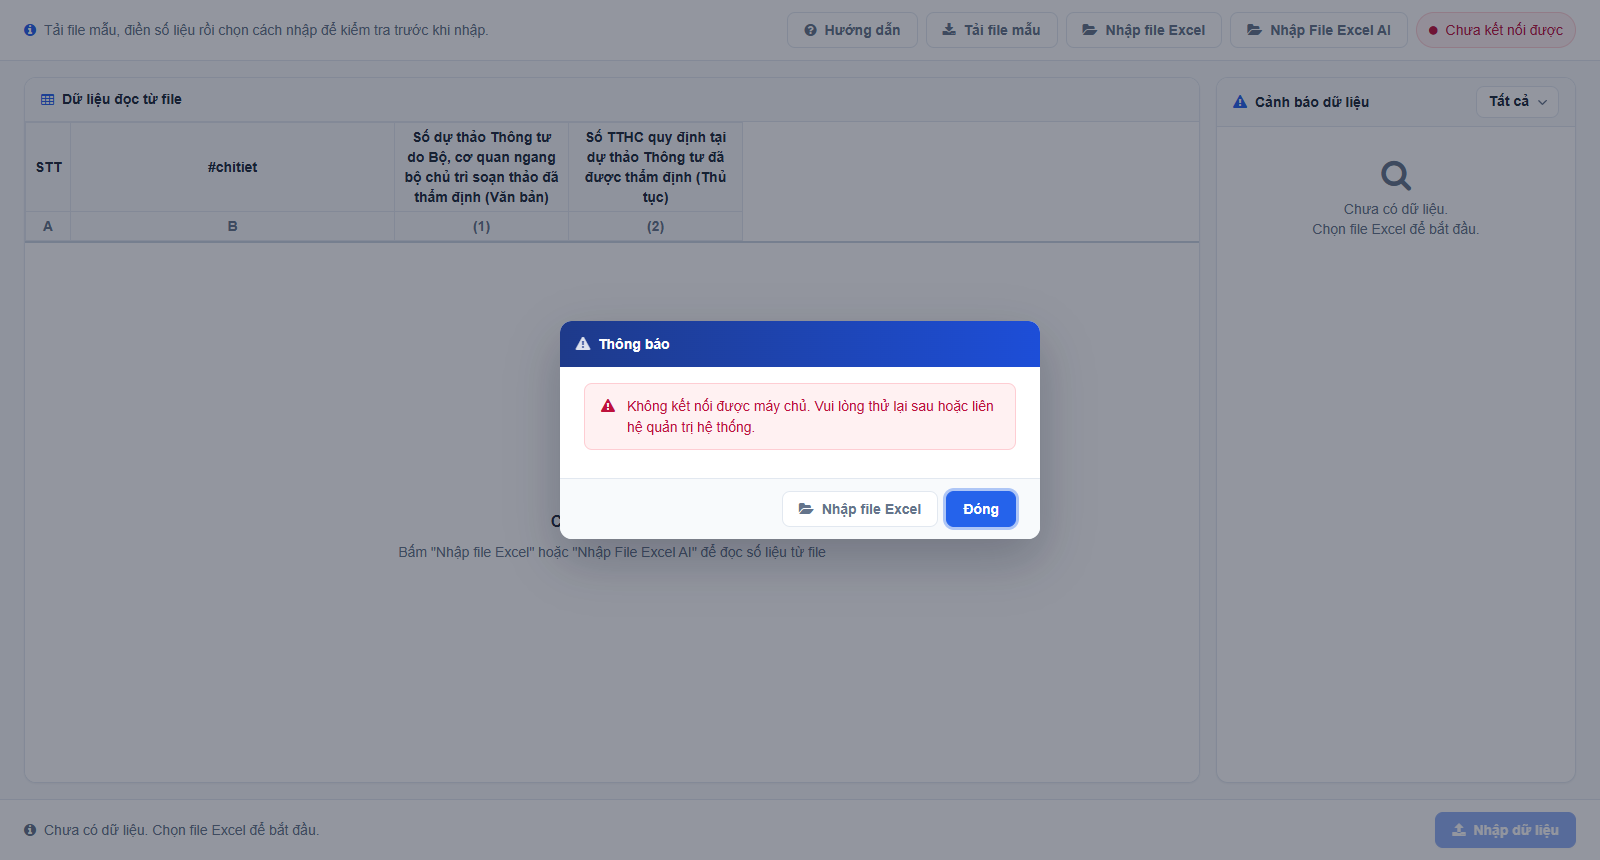 Tải file mẫu, điền số liệu rồi chọn cách nhập để kiểm tra trước khi nhập.
Hướng dẫn
Tải file mẫu
Nhập file Excel
Nhập File Excel AI
Chưa kết nối được
Dữ liệu đọc từ file
Cảnh báo dữ liệu
Tất cả
STT
#chitiet
Số dự thảo Thông tư
do Bộ, cơ quan ngang
bộ chủ trì soạn thảo đã
thẩm định (Văn bản)
Số TTHC quy định tại
dự thảo Thông tư đã
được thẩm định (Thủ
tục)
A
B
(1)
(2)
Chưa có dữ liệu.
Chọn file Excel để bắt đầu.
Thông báo
Không kết nối được máy chủ. Vui lòng thử lại sau hoặc liên
hệ quản trị hệ thống.
Nhập file Excel
Đóng
Bấm "Nhập file Excel" hoặc "Nhập File Excel AI" để đọc số liệu từ file
Chưa có dữ liệu. Chọn file Excel để bắt đầu.
Nhập dữ liệu